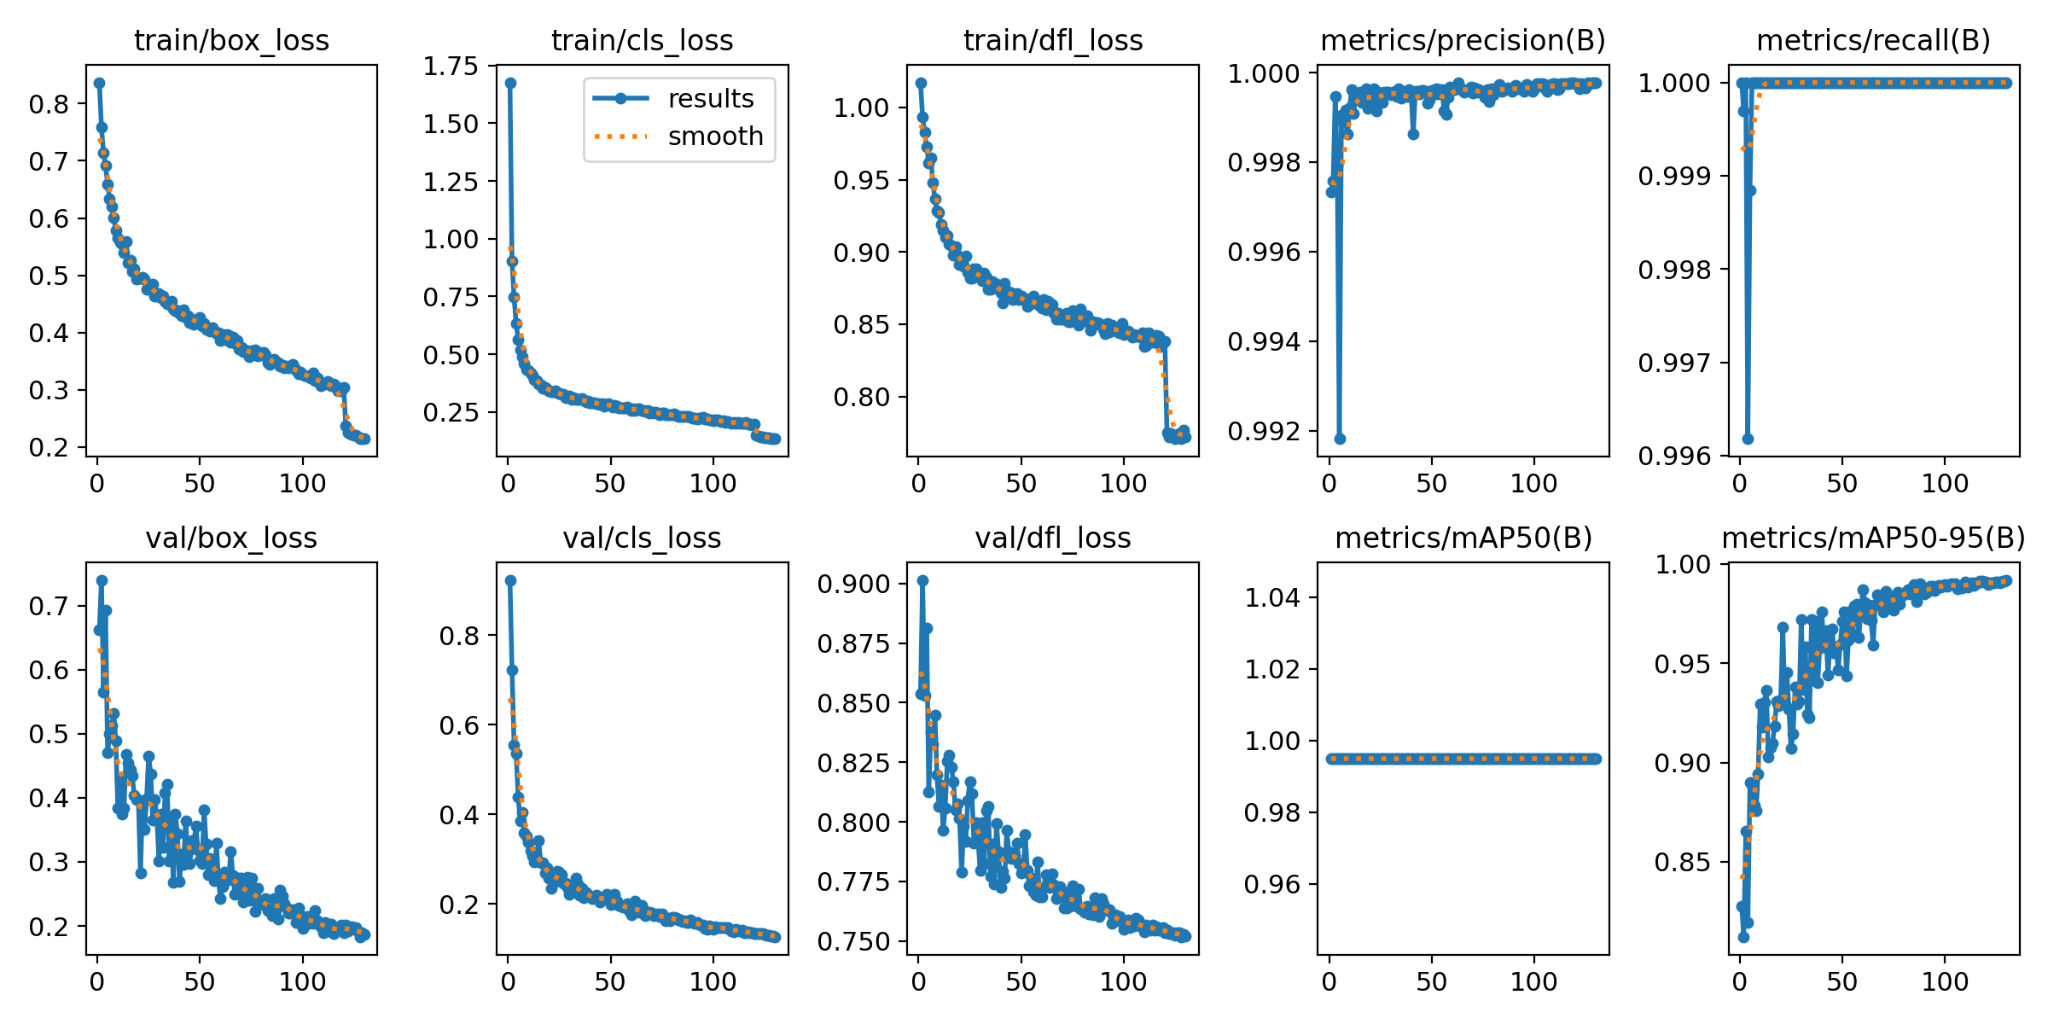 train/box_loss
0.8
0.7
0.6
0.5
0.4
0.3
0.2
0 50 100
train/cls_loss
1.75
1.50
1.25
1.00
0.75
0.50
0.25
results
smooth
0 50 100
train/dfl_loss
1.00
0.95
0.90
0.85
0.80
0 50 100
metrics/precision(B)
1.000
0.998
0.996
0.994
0.992
0 50 100
metrics/recall(B)
1.000
0.999
0.998
0.997
0.996
0 50 100
val/box_loss
0.7
0.6
0.5
0.4
0.3
0.2
0 50 100
val/cls_loss
0.8
0.6
0.4
0.2
0 50 100
val/dfl_loss
0.900
0.875
0.850
0.825
0.800
0.775
0.750
0 50 100
metrics/mAP50(B)
1.04
1.02
1.00
0.98
0.96
0 50 100
metrics/mAP50-95(B)
1.00
0.95
0.90
0.85
0 50 100